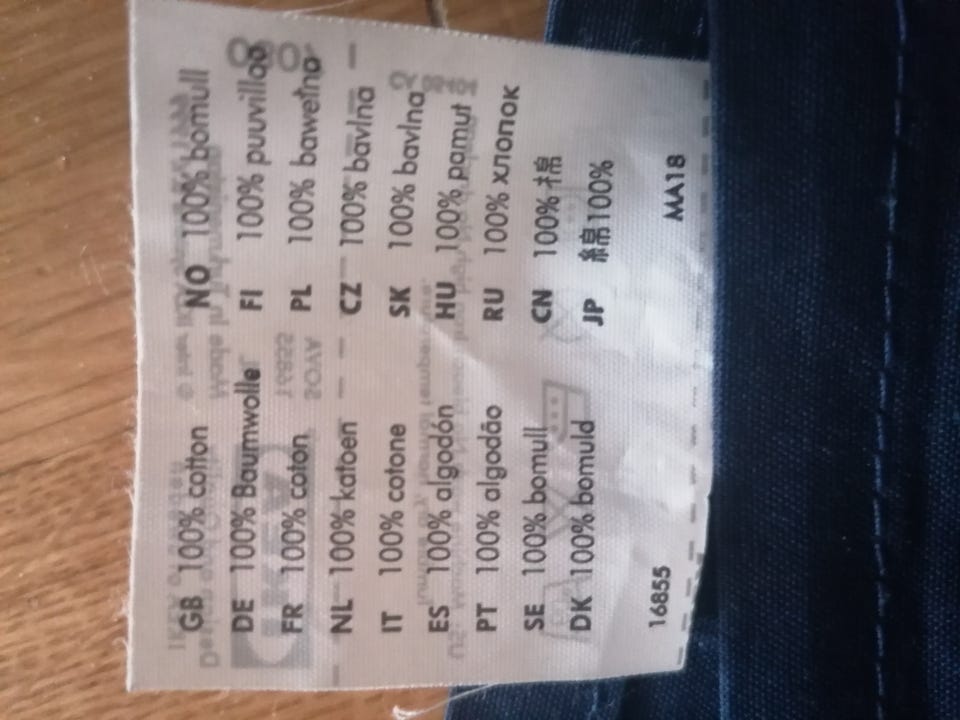 GB 100% cotton
DE 100% Baumwolle
FR 100% coton
NL 100% katoen
IT 100% cotone
ES 100% algodón
PT 100% algodão
SE 100% bomull
DK 100% bomuld
NO 100% bomull
FI 100% puuvillaa
PL 100% bawełna
CZ 100% bavlna
SK 100% bavlna
HU 100% pamut
RU 100% хлопок
CN 100% 棉
JP 綿100%
16855
MA18